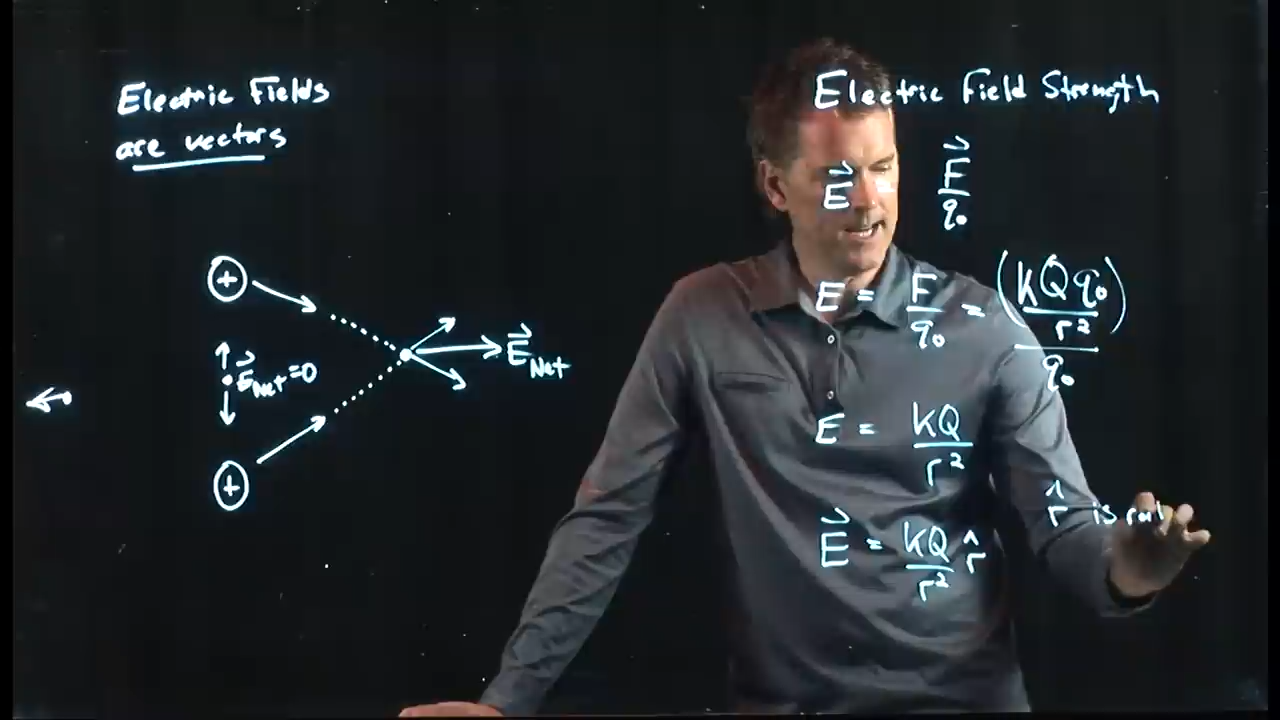 Electric Fields
are vectors
+
E⃗Net
E⃗Net=0
+
Electric Field Strength
E⃗ F⃗/q₀
E = F/q₀ = (kQq₀/r²)/q₀
E = kQ/r²
r̂ is
E⃗ = kQ/r² r̂